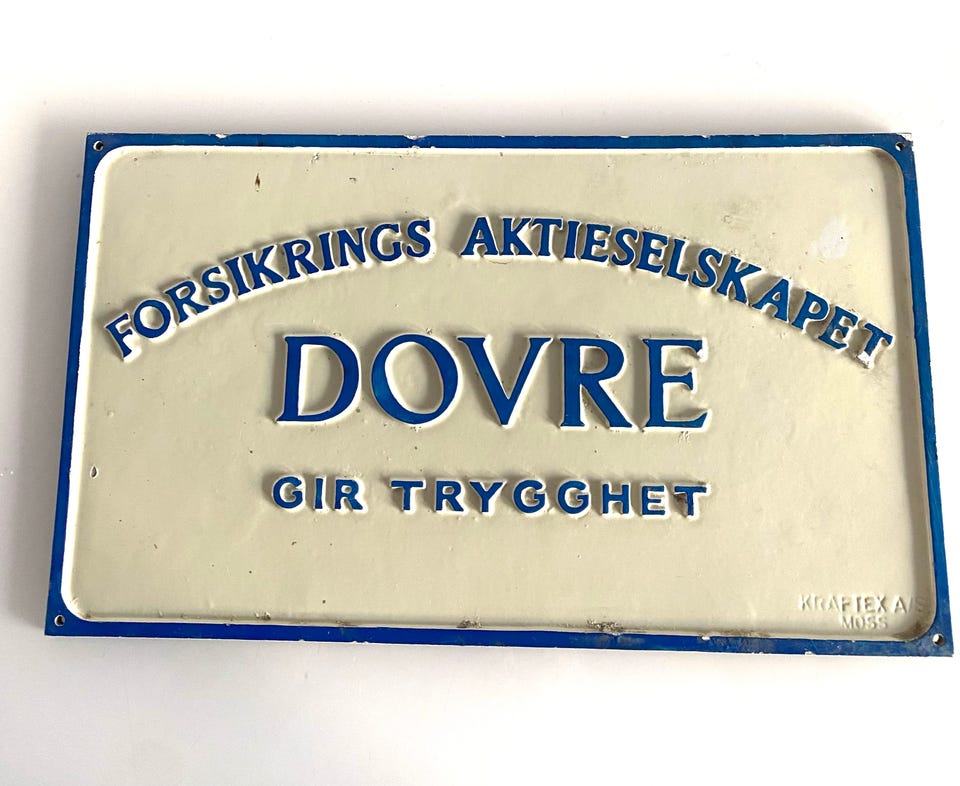 FORSIKRINGS AKTIESELSKAPET
DOVRE
GIR TRYGGHET
KRAFTEX A/S
MOSS